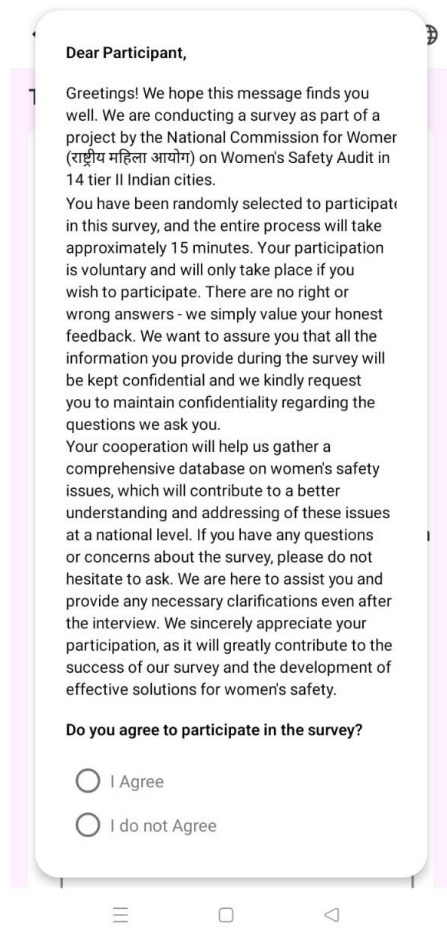 Dear Participant,
Greetings! We hope this message finds you
well. We are conducting a survey as part of a
project by the National Commission for Women
(राष्ट्रीय महिला आयोग) on Women's Safety Audit in
14 tier II Indian cities.
You have been randomly selected to participate
in this survey, and the entire process will take
approximately 15 minutes. Your participation
is voluntary and will only take place if you
wish to participate. There are no right or
wrong answers - we simply value your honest
feedback. We want to assure you that all the
information you provide during the survey will
be kept confidential and we kindly request
you to maintain confidentiality regarding the
questions we ask you.
Your cooperation will help us gather a
comprehensive database on women's safety
issues, which will contribute to a better
understanding and addressing of these issues
at a national level. If you have any questions
or concerns about the survey, please do not
hesitate to ask. We are here to assist you and
provide any necessary clarifications even after
the interview. We sincerely appreciate your
participation, as it will greatly contribute to the
success of our survey and the development of
effective solutions for women's safety.
Do you agree to participate in the survey?
I Agree
I do not Agree